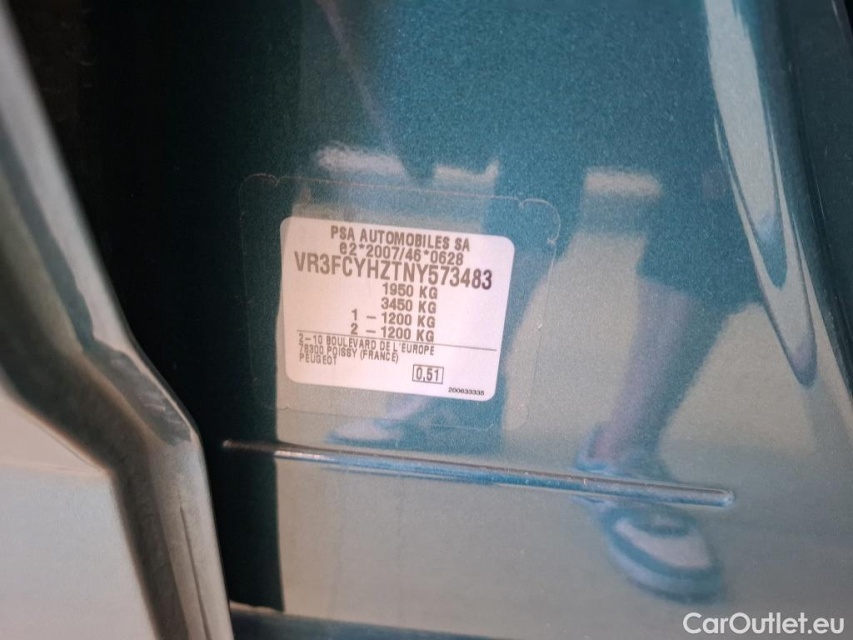 PSA AUTOMOBILES SA
e2*2007/46*0628
VR3FCYHZTNY573483
1950 KG
3450 KG
1 - 1200 KG
2 - 1200 KG
2-10 BOULEVARD DE L'EUROPE
78300 POISSY (FRANCE)
PEUGEOT
0,51
200633335
CarOutlet.eu